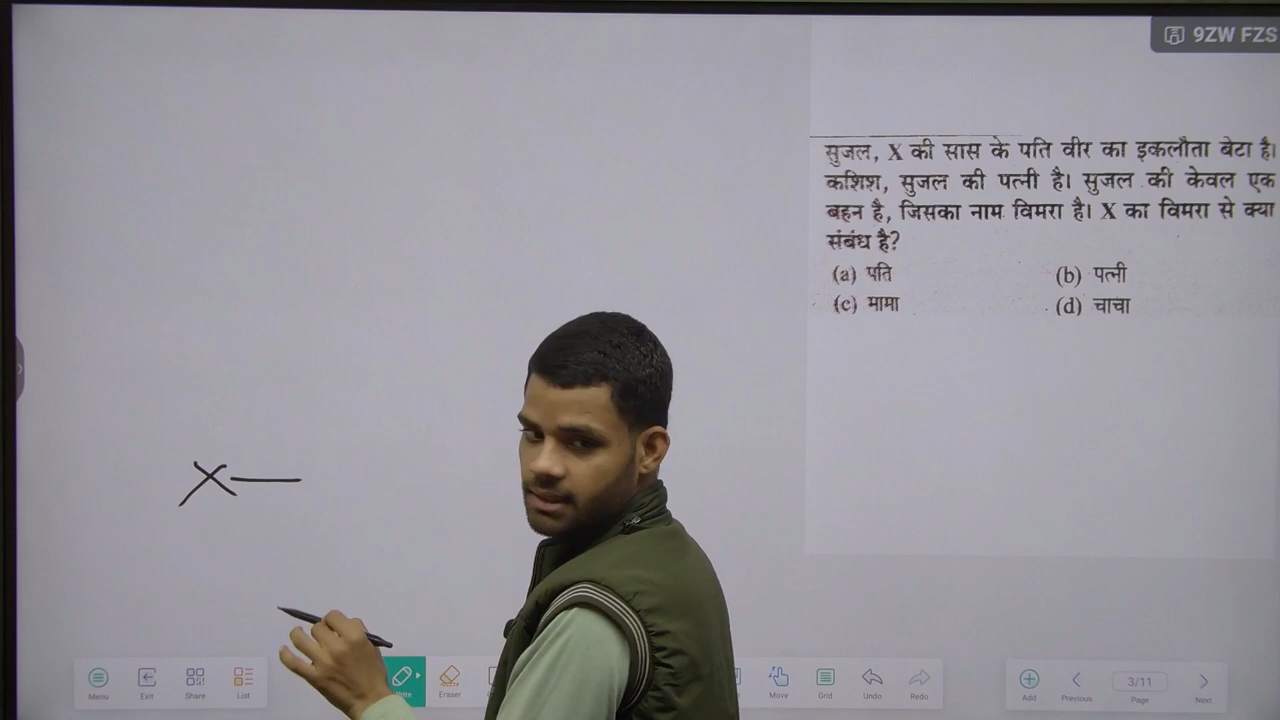 9ZW FZS
सुजल, X की सास के पति वीर का इकलौता बेटा है।
कशिश, सुजल की पत्नी है। सुजल की केवल एक
बहन है, जिसका नाम विमरा है। X का विमरा से क्या
संबंध है?
(a) पति (b) पत्नी
(c) मामा (d) चाचा
X—
Menu Exit Share List Eraser Move Grid Undo Redo Add Previous 3/11 Page Next